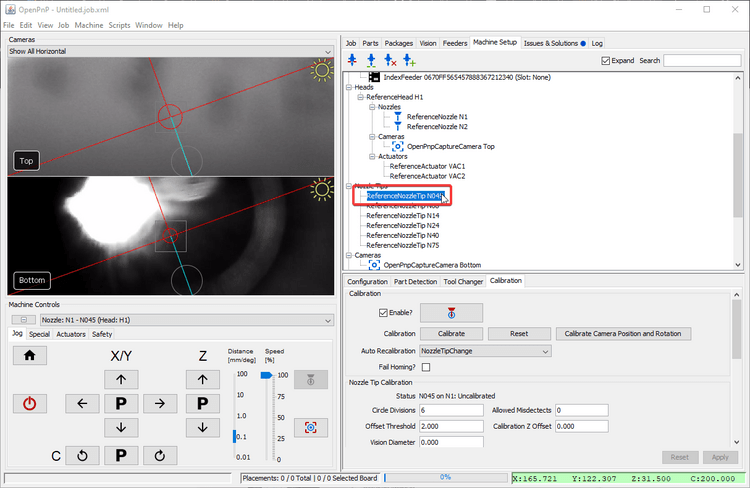 OpenPnP - Untitled.job.xml
File Edit View Job Machine Scripts Window Help
Cameras
Show All Horizontal
Top
Bottom
Machine Controls
Nozzle: N1 - N045 (Head: H1)
Jog Special Actuators Safety
X/Y Z Distance [mm/deg] Speed [%]
100 100
10 75
1.0 50
0.1 25
0.01 0
P P
C P
Job Parts Packages Vision Feeders Machine Setup Issues & Solutions Log
Expand Search
IndexFeeder 0670FF565457888367212340 (Slot: None)
Heads
ReferenceHead H1
Nozzles
ReferenceNozzle N1
ReferenceNozzle N2
Cameras
OpenPnpCaptureCamera Top
Actuators
ReferenceActuator VAC1
ReferenceActuator VAC2
Nozzle Tips
ReferenceNozzleTip N045
ReferenceNozzleTip
ReferenceNozzleTip N14
ReferenceNozzleTip N24
ReferenceNozzleTip N40
ReferenceNozzleTip N75
Cameras
OpenPnpCaptureCamera Bottom
Configuration Part Detection Tool Changer Calibration
Calibration
Enable?
Calibration Calibrate Reset Calibrate Camera Position and Rotation
Auto Recalibration NozzleTipChange
Fail Homing?
Nozzle Tip Calibration
Status N045 on N1: Uncalibrated
Circle Divisions 6 Allowed Misdectects 0
Offset Threshold 2.000 Calibration Z Offset 0.000
Vision Diameter 0.000
Reset Apply
Placements: 0 / 0 Total | 0 / 0 Selected Board 0% X:165.721 Y:122.307 Z:31.500 C:200.000